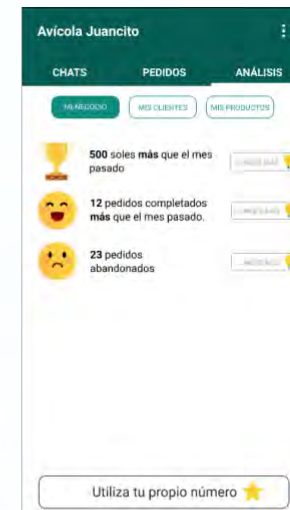 Avícola Juancito
CHATS PEDIDOS ANÁLISIS
MI NEGOCIO MIS CLIENTES MIS PRODUCTOS
500 soles más que el mes
pasado
12 pedidos completados
más que el mes pasado.
23 pedidos
abandonados
Utiliza tu propio número